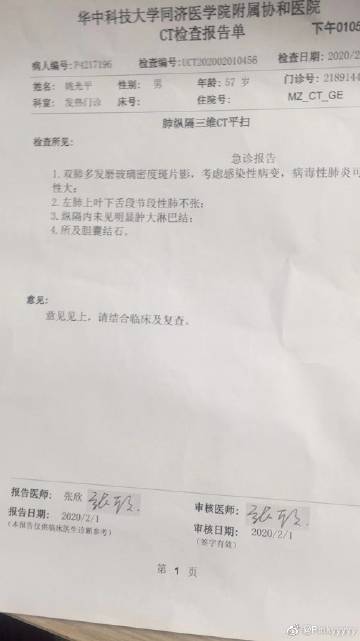 华中科技大学同济医学院附属协和医院
CT检查报告单
下午0105
病人编号:P4217196 检查编号:UCT202002010456 检查日期:2020/2
姓名: 姚光平 性别: 男 年龄:57 岁 门诊号: 2189144
科室: 发热门诊 床号: 住院号: MZ_CT_GE
肺纵隔三维CT平扫
检查所见:
急诊报告
1.双肺多发磨玻璃密度斑片影,考虑感染性病变,病毒性肺炎可
性大;
2.左肺上叶下舌段节段性肺不张;
3.纵隔内未见明显肿大淋巴结;
4.所及胆囊结石。
意见:
意见见上,请结合临床及复查。
报告医师: 张欣 张欣 审核医师: 张欣
报告日期: 2020/2/1 审核日期: 2020/2/1
(本报告仅供临床医生诊断参考) (签字有效)
第 1 页
@Pinkyyyyy